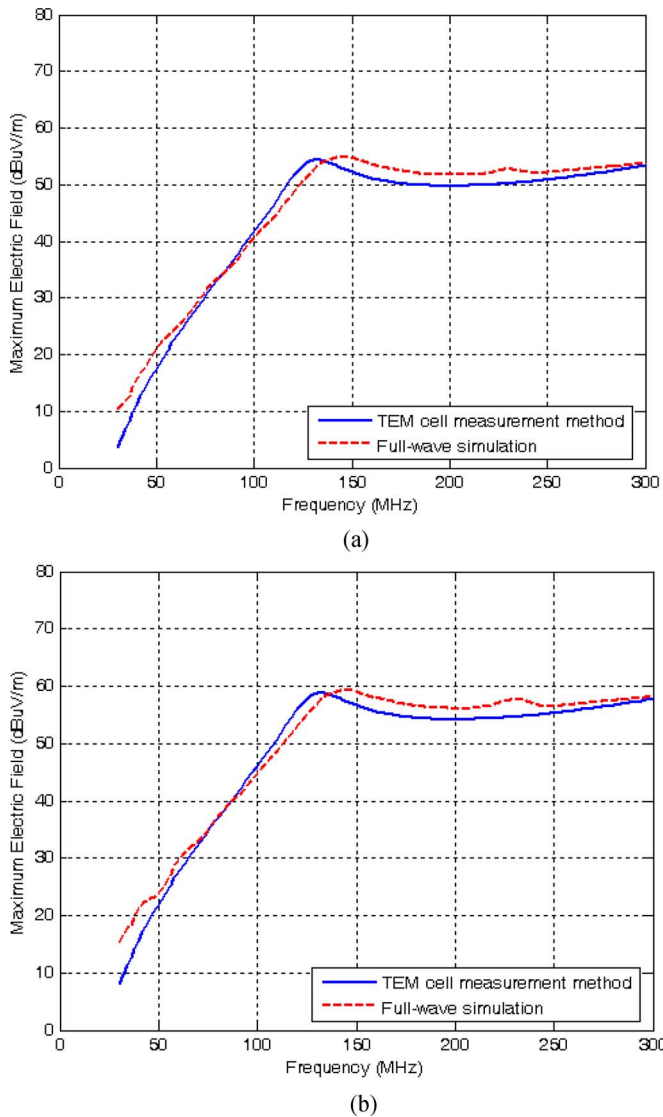 80
70
60
50
40
30
20
10
0
Maximum Electric Field (dBuV/m)
TEM cell measurement method
Full-wave simulation
0 50 100 150 200 250 300
Frequency (MHz)
(a)
80
70
60
50
40
30
20
10
0
Maximum Electric Field (dBuV/m)
TEM cell measurement method
Full-wave simulation
0 50 100 150 200 250 300
Frequency (MHz)
(b)